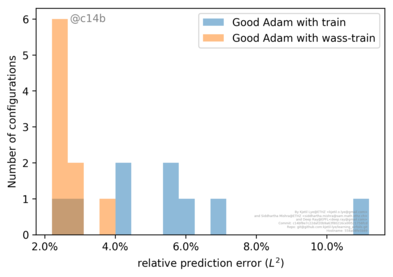 @c14b
Good Adam with train
Good Adam with wass-train
Number of configurations
6
5
4
3
2
1
0
2.0%
4.0%
6.0%
8.0%
10.0%
relative prediction error (L²)